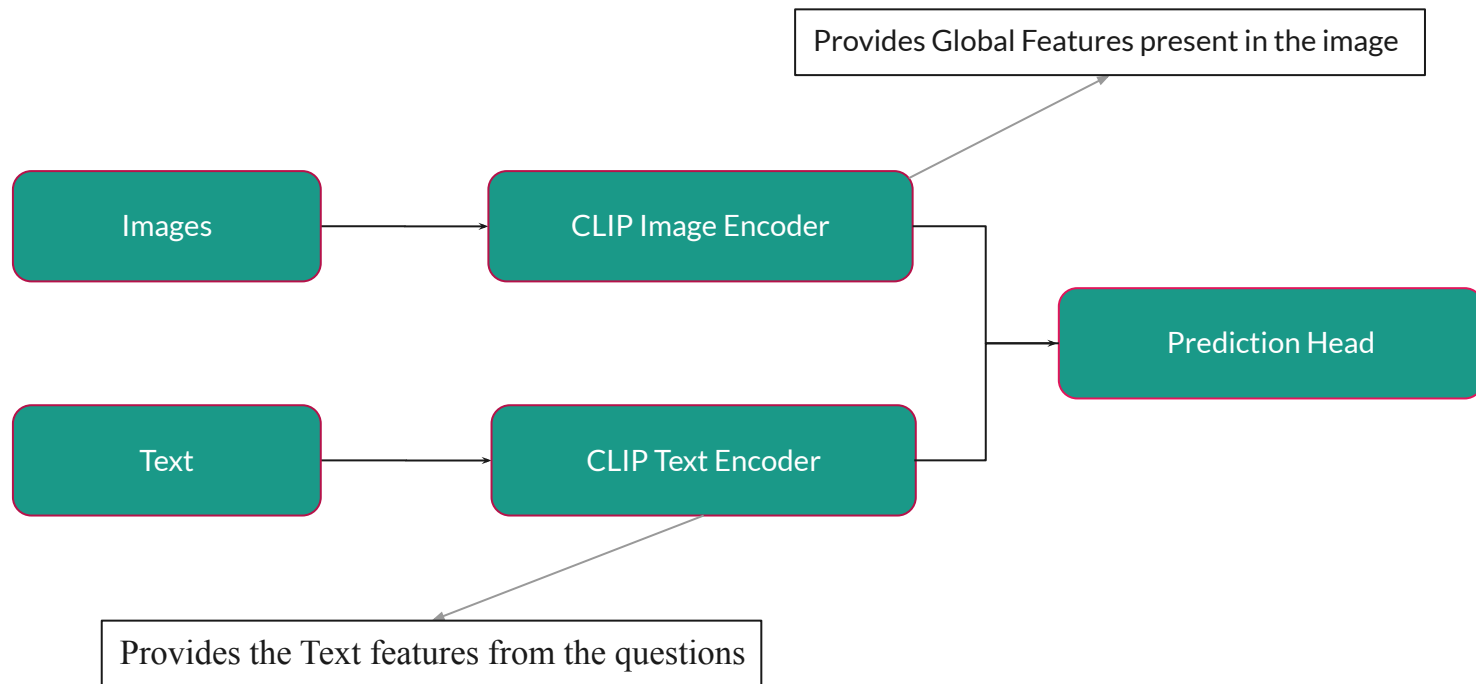 Provides Global Features present in the image
Images
CLIP Image Encoder
Prediction Head
Text
CLIP Text Encoder
Provides the Text features from the questions